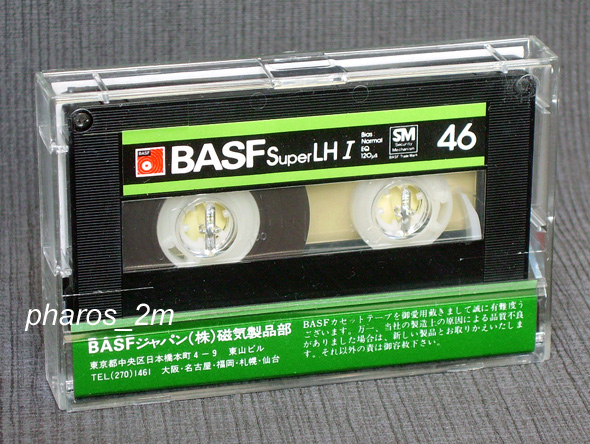 BASF
BASF Super LH I
Bias
Normal
EQ
120μS
SM
Security
Mechanism
BASF Trade Mark
46
pharos_2m
BASFジャパン(株)磁気製品部
東京都中央区日本橋本町4-9 東山ビル
TEL(270)1461 大阪·名古屋·福岡·札幌·仙台
BASFカセットテープを御愛用戴きまして誠に有難度う
ございます。万一、当社の製造上の原因による品質不良
がありました場合は、新しい製品とお取りかえいたしま
す。それ以外の責は御容赦下さい。